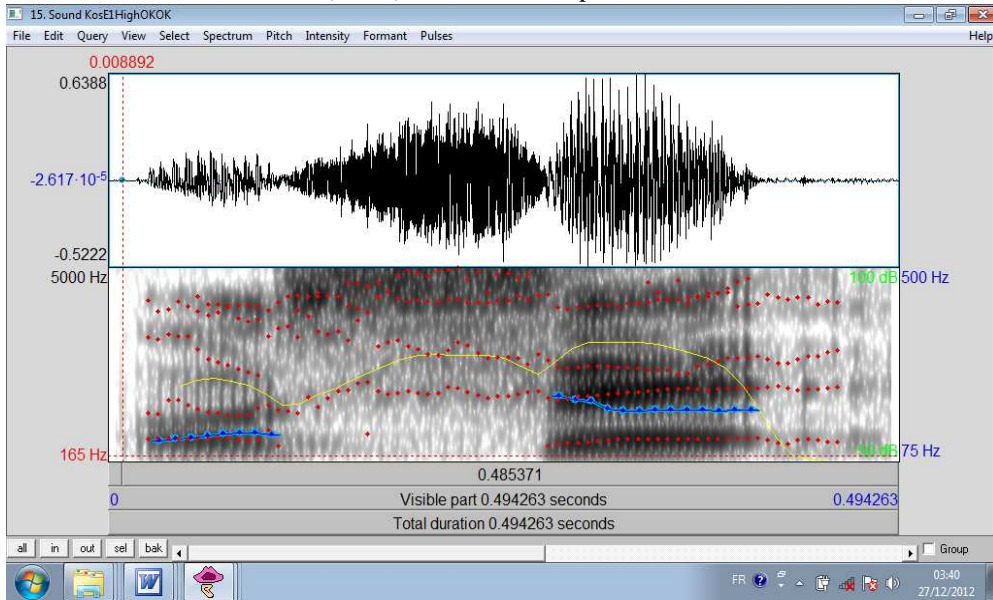 15. Sound KosE1HighOKOK
File Edit Query View Select Spectrum Pitch Intensity Formant Pulses Help
0.008892
0.6388
-2.617·10⁻⁵
-0.5222
5000 Hz 100 dB 500 Hz
165 Hz 75 Hz
0.485371
0 Visible part 0.494263 seconds 0.494263
Total duration 0.494263 seconds
all in out sel bak Group
FR 03:40
27/12/2012